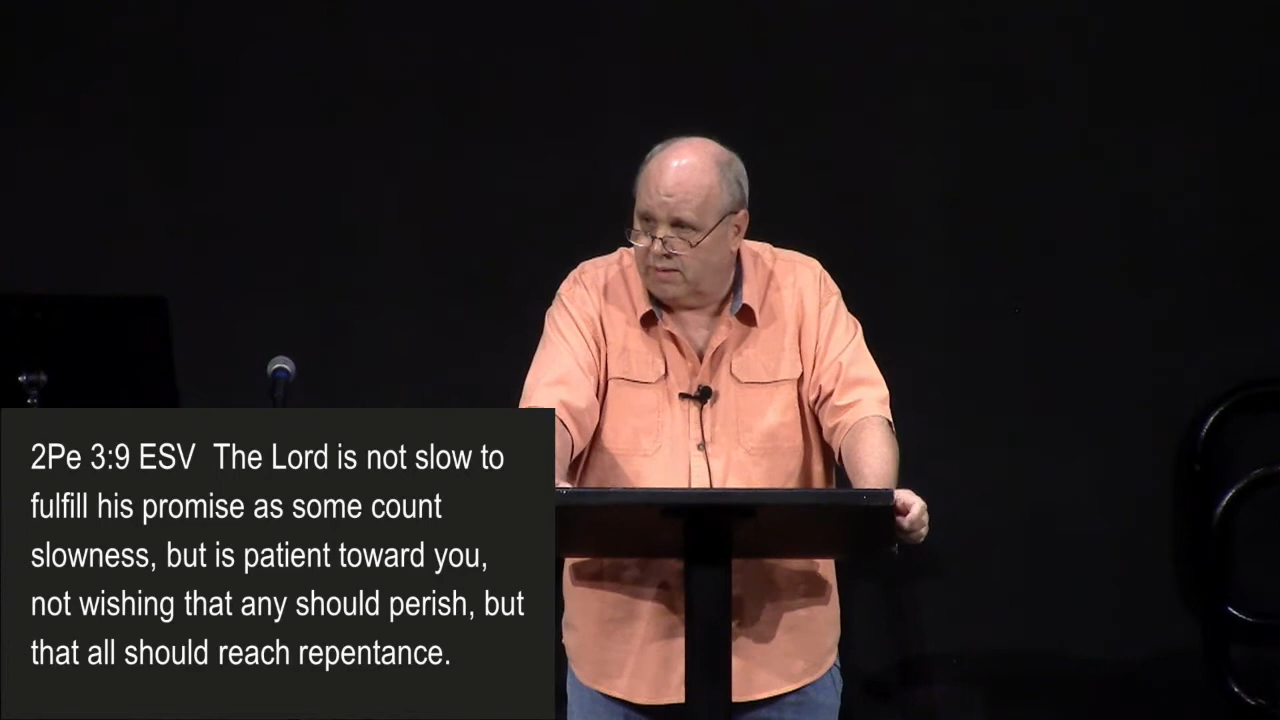 2Pe 3:9 ESV  The Lord is not slow to
fulfill his promise as some count
slowness, but is patient toward you,
not wishing that any should perish, but
that all should reach repentance.